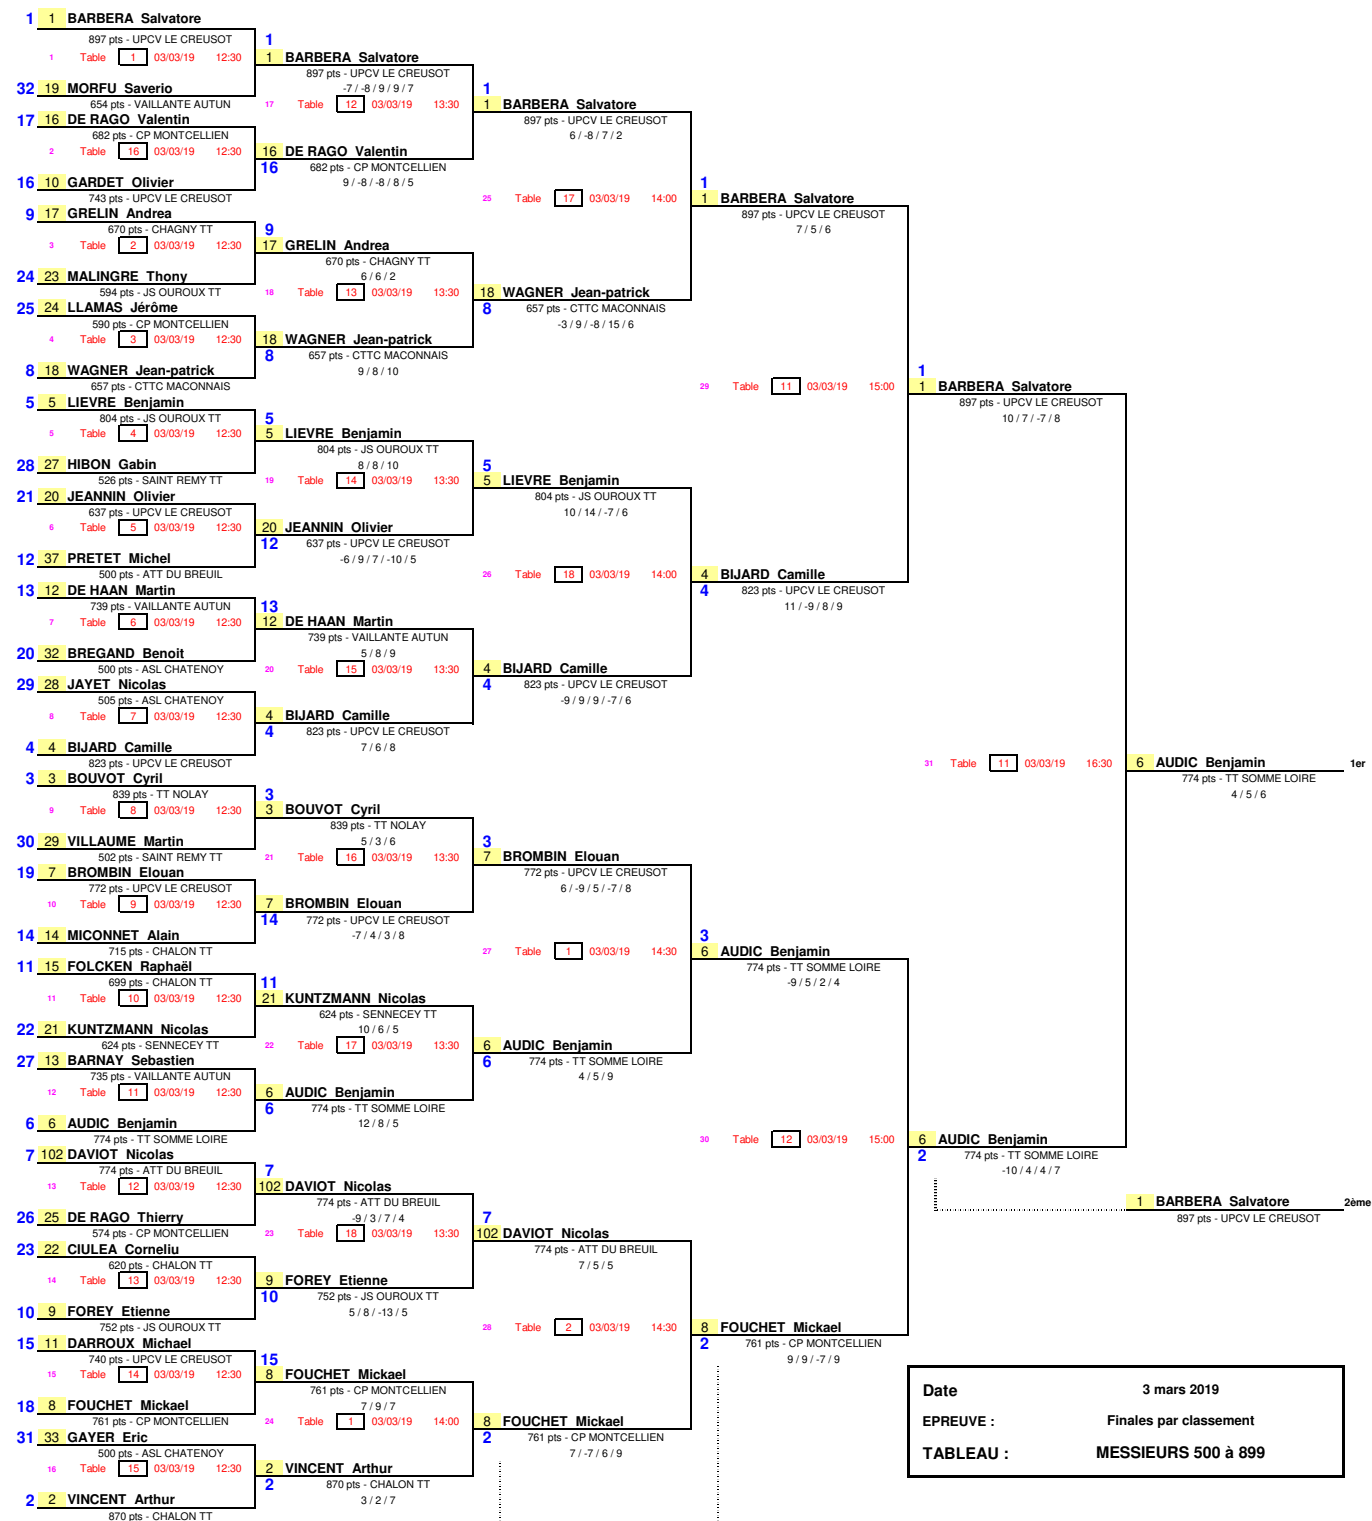 1 1 BARBERA Salvatore
897 pts - UPCV LE CREUSOT
1 Table 1 03/03/19 12:30
32 19 MORFU Saverio
654 pts - VAILLANTE AUTUN
17 16 DE RAGO Valentin
682 pts - CP MONTCELLIEN
2 Table 16 03/03/19 12:30
16 10 GARDET Olivier
743 pts - UPCV LE CREUSOT
9 17 GRELIN Andrea
670 pts - CHAGNY TT
3 Table 2 03/03/19 12:30
24 23 MALINGRE Thony
594 pts - JS OUROUX TT
25 24 LLAMAS Jérôme
590 pts - CP MONTCELLIEN
4 Table 3 03/03/19 12:30
8 18 WAGNER Jean-patrick
657 pts - CTTC MACONNAIS
5 5 LIEVRE Benjamin
804 pts - JS OUROUX TT
5 Table 4 03/03/19 12:30
28 27 HIBON Gabin
526 pts - SAINT REMY TT
21 20 JEANNIN Olivier
637 pts - UPCV LE CREUSOT
6 Table 5 03/03/19 12:30
12 37 PRETET Michel
500 pts - ATT DU BREUIL
13 12 DE HAAN Martin
739 pts - VAILLANTE AUTUN
7 Table 6 03/03/19 12:30
20 32 BREGAND Benoit
500 pts - ASL CHATENOY
29 28 JAYET Nicolas
505 pts - ASL CHATENOY
8 Table 7 03/03/19 12:30
4 4 BIJARD Camille
823 pts - UPCV LE CREUSOT
3 3 BOUVOT Cyril
839 pts - TT NOLAY
9 Table 8 03/03/19 12:30
30 29 VILLAUME Martin
502 pts - SAINT REMY TT
19 7 BROMBIN Elouan
772 pts - UPCV LE CREUSOT
10 Table 9 03/03/19 12:30
14 14 MICONNET Alain
715 pts - CHALON TT
11 15 FOLCKEN Raphaël
699 pts - CHALON TT
11 Table 10 03/03/19 12:30
22 21 KUNTZMANN Nicolas
624 pts - SENNECEY TT
27 13 BARNAY Sebastien
735 pts - VAILLANTE AUTUN
12 Table 11 03/03/19 12:30
6 6 AUDIC Benjamin
774 pts - TT SOMME LOIRE
7 102 DAVIOT Nicolas
774 pts - ATT DU BREUIL
13 Table 12 03/03/19 12:30
26 25 DE RAGO Thierry
574 pts - CP MONTCELLIEN
23 22 CIULEA Corneliu
620 pts - CHALON TT
14 Table 13 03/03/19 12:30
10 9 FOREY Etienne
752 pts - JS OUROUX TT
15 11 DARROUX Michael
740 pts - UPCV LE CREUSOT
15 Table 14 03/03/19 12:30
18 8 FOUCHET Mickael
761 pts - CP MONTCELLIEN
31 33 GAYER Eric
500 pts - ASL CHATENOY
16 Table 15 03/03/19 12:30
2 2 VINCENT Arthur
870 pts - CHALON TT
1
1 BARBERA Salvatore
897 pts - UPCV LE CREUSOT
-7 / -8 / 9 / 9 / 7
17 Table 12 03/03/19 13:30
16 DE RAGO Valentin
16 682 pts - CP MONTCELLIEN
9 / -8 / -8 / 8 / 5
9
17 GRELIN Andrea
670 pts - CHAGNY TT
6 / 6 / 2
18 Table 13 03/03/19 13:30
18 WAGNER Jean-patrick
8 657 pts - CTTC MACONNAIS
9 / 8 / 10
5
5 LIEVRE Benjamin
804 pts - JS OUROUX TT
8 / 8 / 10
19 Table 14 03/03/19 13:30
20 JEANNIN Olivier
12 637 pts - UPCV LE CREUSOT
-6 / 9 / 7 / -10 / 5
13
12 DE HAAN Martin
739 pts - VAILLANTE AUTUN
5 / 8 / 9
20 Table 15 03/03/19 13:30
4 BIJARD Camille
4 823 pts - UPCV LE CREUSOT
7 / 6 / 8
3
3 BOUVOT Cyril
839 pts - TT NOLAY
5 / 3 / 6
21 Table 16 03/03/19 13:30
7 BROMBIN Elouan
14 772 pts - UPCV LE CREUSOT
-7 / 4 / 3 / 8
11
21 KUNTZMANN Nicolas
624 pts - SENNECEY TT
10 / 6 / 5
22 Table 17 03/03/19 13:30
6 AUDIC Benjamin
6 774 pts - TT SOMME LOIRE
12 / 8 / 5
7
102 DAVIOT Nicolas
774 pts - ATT DU BREUIL
-9 / 3 / 7 / 4
23 Table 18 03/03/19 13:30
9 FOREY Etienne
10 752 pts - JS OUROUX TT
5 / 8 / -13 / 5
15
8 FOUCHET Mickael
761 pts - CP MONTCELLIEN
7 / 9 / 7
24 Table 1 03/03/19 14:00
2 VINCENT Arthur
2 870 pts - CHALON TT
3 / 2 / 7
1
1 BARBERA Salvatore
897 pts - UPCV LE CREUSOT
6 / -8 / 7 / 2
25 Table 17 03/03/19 14:00
18 WAGNER Jean-patrick
8 657 pts - CTTC MACONNAIS
-3 / 9 / -8 / 15 / 6
5
5 LIEVRE Benjamin
804 pts - JS OUROUX TT
10 / 14 / -7 / 6
26 Table 18 03/03/19 14:00
4 BIJARD Camille
4 823 pts - UPCV LE CREUSOT
-9 / 9 / 9 / -7 / 6
3
7 BROMBIN Elouan
772 pts - UPCV LE CREUSOT
6 / -9 / 5 / -7 / 8
27 Table 1 03/03/19 14:30
6 AUDIC Benjamin
6 774 pts - TT SOMME LOIRE
4 / 5 / 9
7
102 DAVIOT Nicolas
774 pts - ATT DU BREUIL
7 / 5 / 5
28 Table 2 03/03/19 14:30
8 FOUCHET Mickael
2 761 pts - CP MONTCELLIEN
7 / -7 / 6 / 9
1
1 BARBERA Salvatore
897 pts - UPCV LE CREUSOT
7 / 5 / 6
29 Table 11 03/03/19 15:00
4 BIJARD Camille
4 823 pts - UPCV LE CREUSOT
11 / -9 / 8 / 9
3
6 AUDIC Benjamin
774 pts - TT SOMME LOIRE
-9 / 5 / 2 / 4
30 Table 12 03/03/19 15:00
8 FOUCHET Mickael
2 761 pts - CP MONTCELLIEN
9 / 9 / -7 / 9
1
1 BARBERA Salvatore
897 pts - UPCV LE CREUSOT
10 / 7 / -7 / 8
31 Table 11 03/03/19 16:30
6 AUDIC Benjamin
2 774 pts - TT SOMME LOIRE
-10 / 4 / 4 / 7
6 AUDIC Benjamin 1er
774 pts - TT SOMME LOIRE
4 / 5 / 6
1 BARBERA Salvatore 2ème
897 pts - UPCV LE CREUSOT
Date 3 mars 2019
EPREUVE : Finales par classement
TABLEAU : MESSIEURS 500 à 899